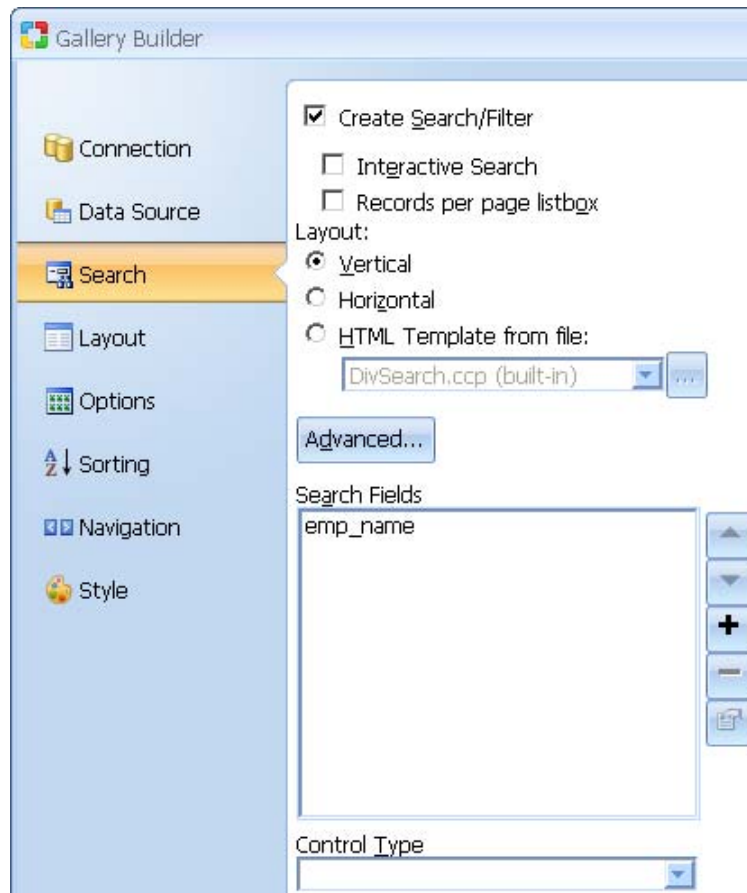 Gallery Builder
Connection
Data Source
Search
Layout
Options
Sorting
Navigation
Style
Create Search/Filter
Interactive Search
Records per page listbox
Layout:
Vertical
Horizontal
HTML Template from file:
DivSearch.ccp (built-in)
...
Advanced...
Search Fields
emp_name
Control Type